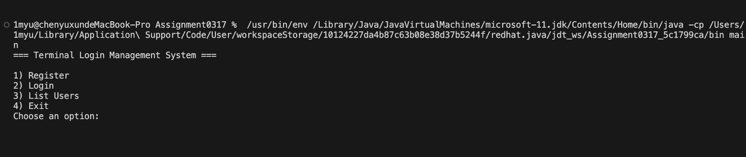 1myu@chenyuxundeMacBook-Pro Assignment0317 %  /usr/bin/env /Library/Java/JavaVirtualMachines/microsoft-11.jdk/Contents/Home/bin/java -cp /Users/
1myu/Library/Application\ Support/Code/User/workspaceStorage/10124227da4b87c63b08e38d37b5244f/redhat.java/jdt_ws/Assignment0317_5c1799ca/bin mai
n
=== Terminal Login Management System ===

1) Register
2) Login
3) List Users
4) Exit
Choose an option: